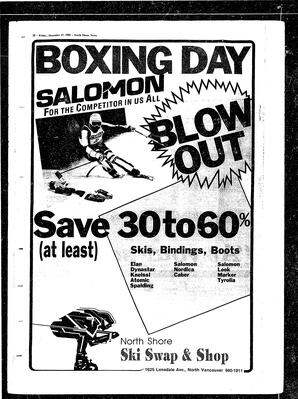 BOXING DAY
SALOMON
FOR THE COMPETITOR IN US ALL
BLOW
OUT
Save 30 to 60%
(at least)
Skis, Bindings, Boots
Elan
Dynastar
Kneissl
Atomic
Spalding
Salomon
Nordica
Caber
Salomon
Look
Marker
Tyrolia
North Shore
Ski Swap & Shop
1625 Lonsdale Ave., North Vancouver